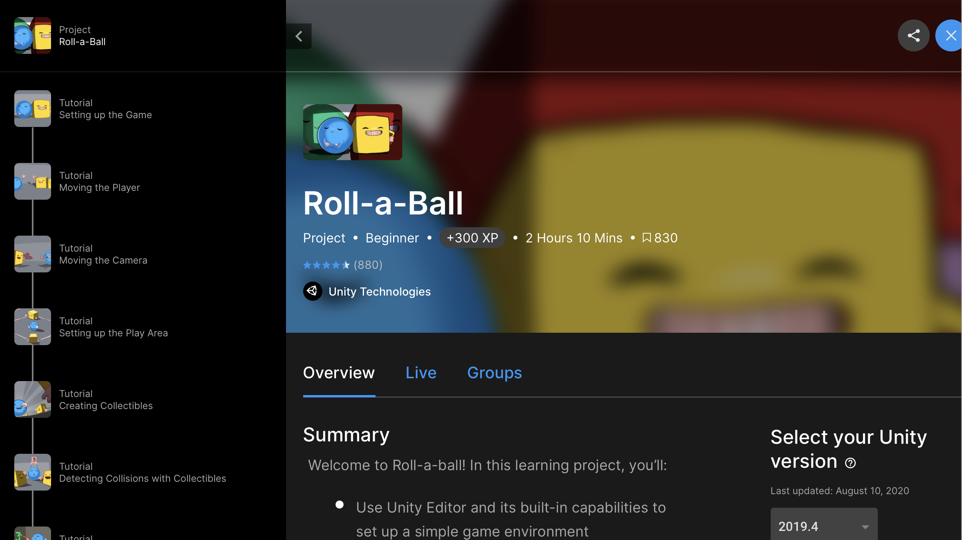 Project
Roll-a-Ball
Tutorial
Setting up the Game
Tutorial
Moving the Player
Tutorial
Moving the Camera
Tutorial
Setting up the Play Area
Tutorial
Creating Collectibles
Tutorial
Detecting Collisions with Collectibles
Tutorial
Roll-a-Ball
Project • Beginner • +300 XP • 2 Hours 10 Mins • 830
(880)
Unity Technologies
Overview Live Groups
Summary
Welcome to Roll-a-ball! In this learning project, you’ll:
• Use Unity Editor and its built-in capabilities to
set up a simple game environment
Select your Unity
version
Last updated: August 10, 2020
2019.4